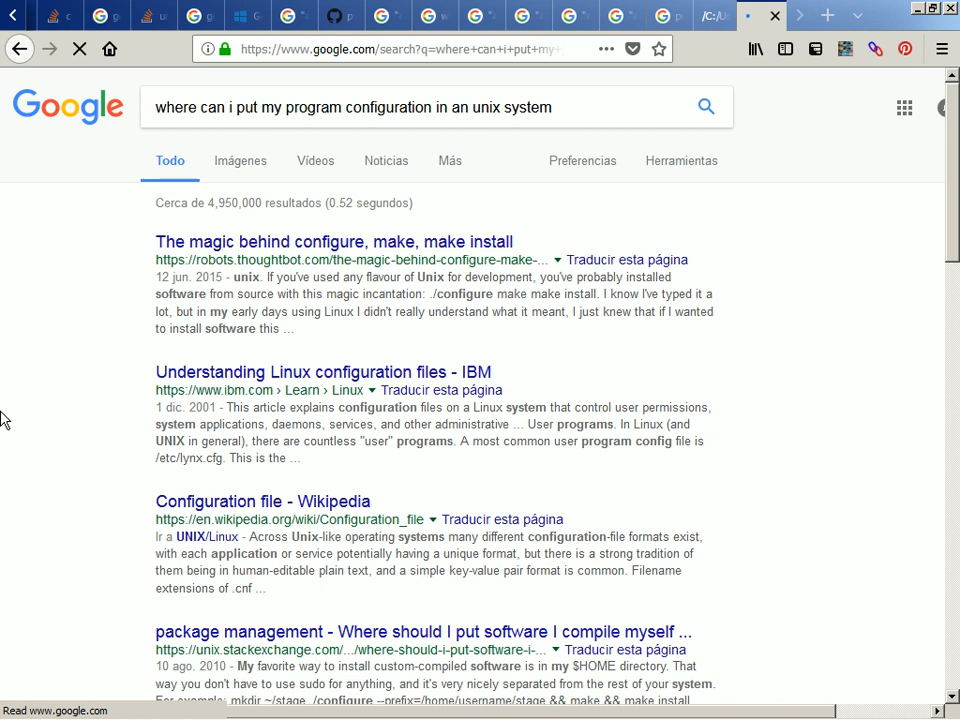 /C:/U
https://www.google.com/search?q=where+can+i+put+my+
Google
where can i put my program configuration in an unix system
Todo Imágenes Vídeos Noticias Más Preferencias Herramientas
Cerca de 4,950,000 resultados (0.52 segundos)
The magic behind configure, make, make install
https://robots.thoughtbot.com/the-magic-behind-configure-make-... Traducir esta página
12 jun. 2015 - unix. If you've used any flavour of Unix for development, you've probably installed
software from source with this magic incantation: ./configure make make install. I know I've typed it a
lot, but in my early days using Linux I didn't really understand what it meant, I just knew that if I wanted
to install software this ...
Understanding Linux configuration files - IBM
https://www.ibm.com › Learn › Linux Traducir esta página
1 dic. 2001 - This article explains configuration files on a Linux system that control user permissions,
system applications, daemons, services, and other administrative ... User programs. In Linux (and
UNIX in general), there are countless "user" programs. A most common user program config file is
/etc/lynx.cfg. This is the ...
Configuration file - Wikipedia
https://en.wikipedia.org/wiki/Configuration_file Traducir esta página
Ir a UNIX/Linux - Across Unix-like operating systems many different configuration-file formats exist,
with each application or service potentially having a unique format, but there is a strong tradition of
them being in human-editable plain text, and a simple key-value pair format is common. Filename
extensions of .cnf ...
package management - Where should I put software I compile myself ...
https://unix.stackexchange.com/.../where-should-i-put-software-i-... Traducir esta página
10 ago. 2010 - My favorite way to install custom-compiled software is in my $HOME directory. That
way you don't have to use sudo for anything, and it's very nicely separated from the rest of your system.
For example: mkdir ~/stage ./configure --prefix=/home/username/stage && make && make install
Read www.google.com